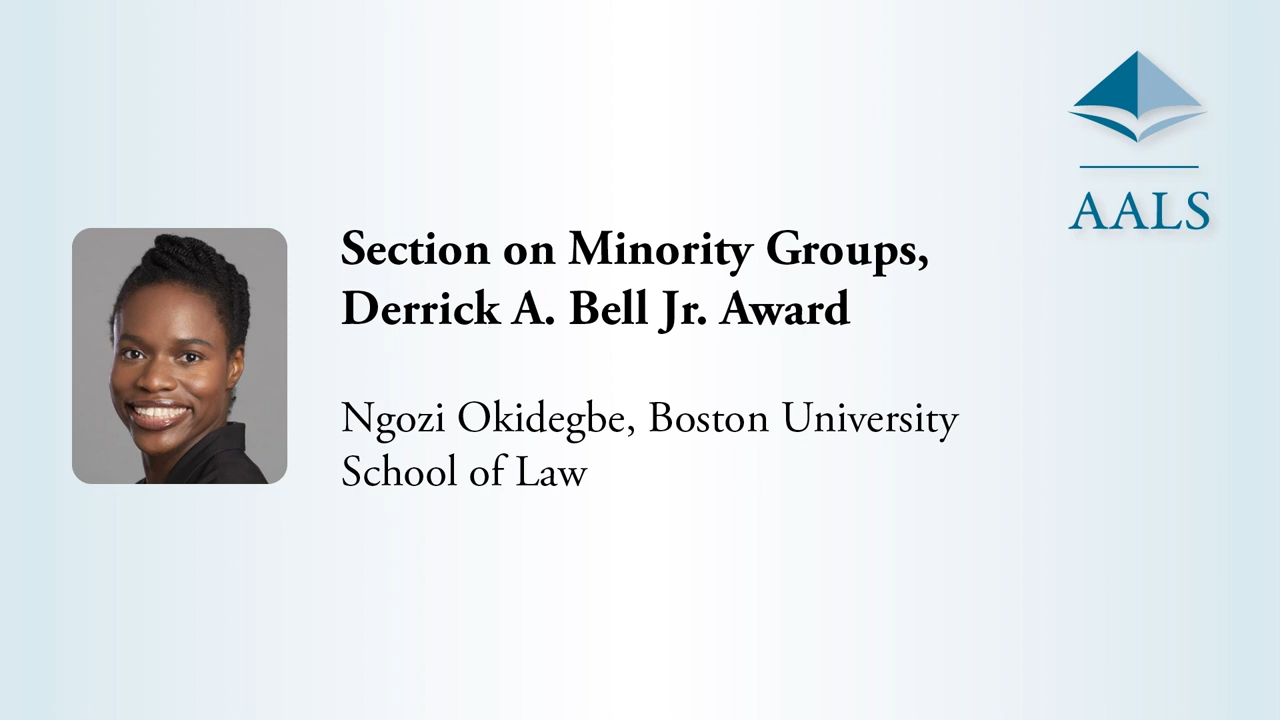 AALS
Section on Minority Groups,
Derrick A. Bell Jr. Award
Ngozi Okidegbe, Boston University
School of Law